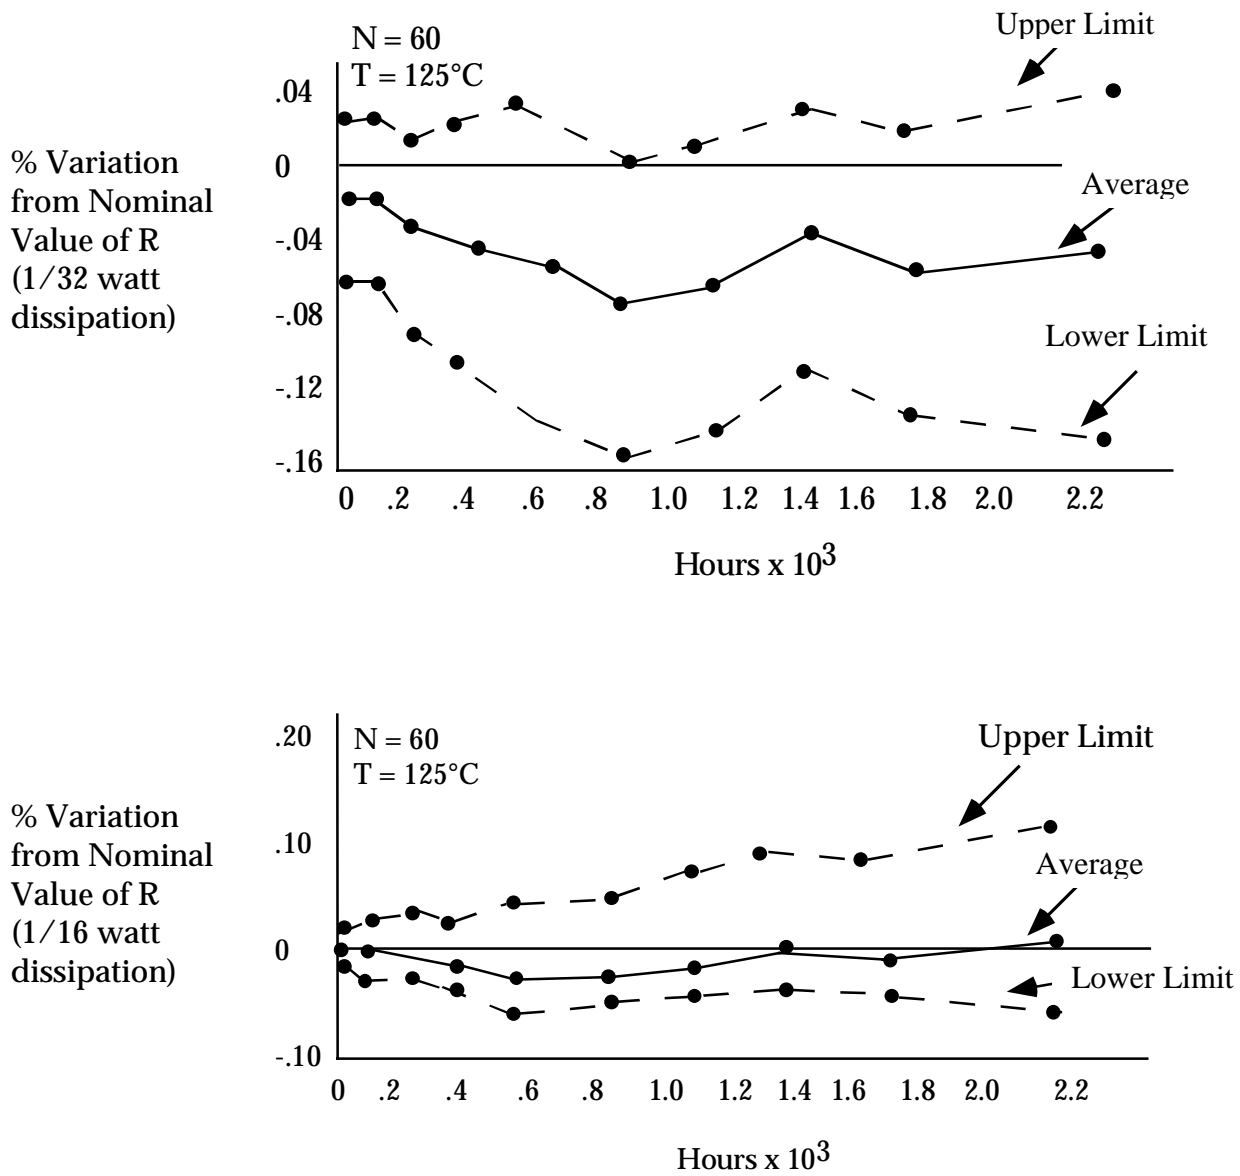 N = 60
T = 125°C
Upper Limit
Average
Lower Limit
% Variation
from Nominal
Value of R
(1/32 watt
dissipation)
.04
0
-.04
-.08
-.12
-.16
0 .2 .4 .6 .8 1.0 1.2 1.4 1.6 1.8 2.0 2.2
Hours x 10³
N = 60
T = 125°C
Upper Limit
Average
Lower Limit
% Variation
from Nominal
Value of R
(1/16 watt
dissipation)
.20
.10
0
-.10
0 .2 .4 .6 .8 1.0 1.2 1.4 1.6 1.8 2.0 2.2
Hours x 10³